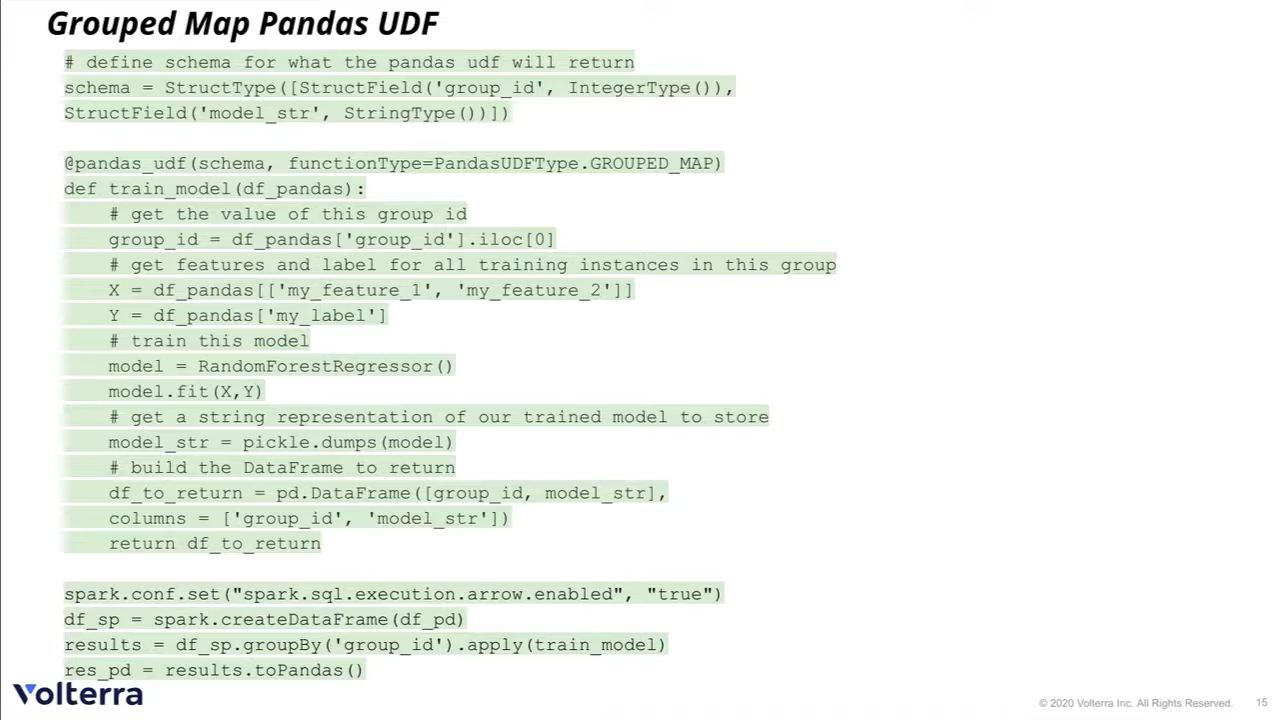 Grouped Map Pandas UDF
# define schema for what the pandas udf will return
schema = StructType([StructField('group_id', IntegerType()),
StructField('model_str', StringType())])
@pandas_udf(schema, functionType=PandasUDFType.GROUPED_MAP)
def train_model(df_pandas):
    # get the value of this group id
    group_id = df_pandas['group_id'].iloc[0]
    # get features and label for all training instances in this group
    X = df_pandas[['my_feature_1', 'my_feature_2']]
    Y = df_pandas['my_label']
    # train this model
    model = RandomForestRegressor()
    model.fit(X,Y)
    # get a string representation of our trained model to store
    model_str = pickle.dumps(model)
    # build the DataFrame to return
    df_to_return = pd.DataFrame([group_id, model_str],
    columns = ['group_id', 'model_str'])
    return df_to_return
spark.conf.set("spark.sql.execution.arrow.enabled", "true")
df_sp = spark.createDataFrame(df_pd)
results = df_sp.groupBy('group_id').apply(train_model)
res_pd = results.toPandas()
Volterra
© 2020 Volterra Inc. All Rights Reserved. 15